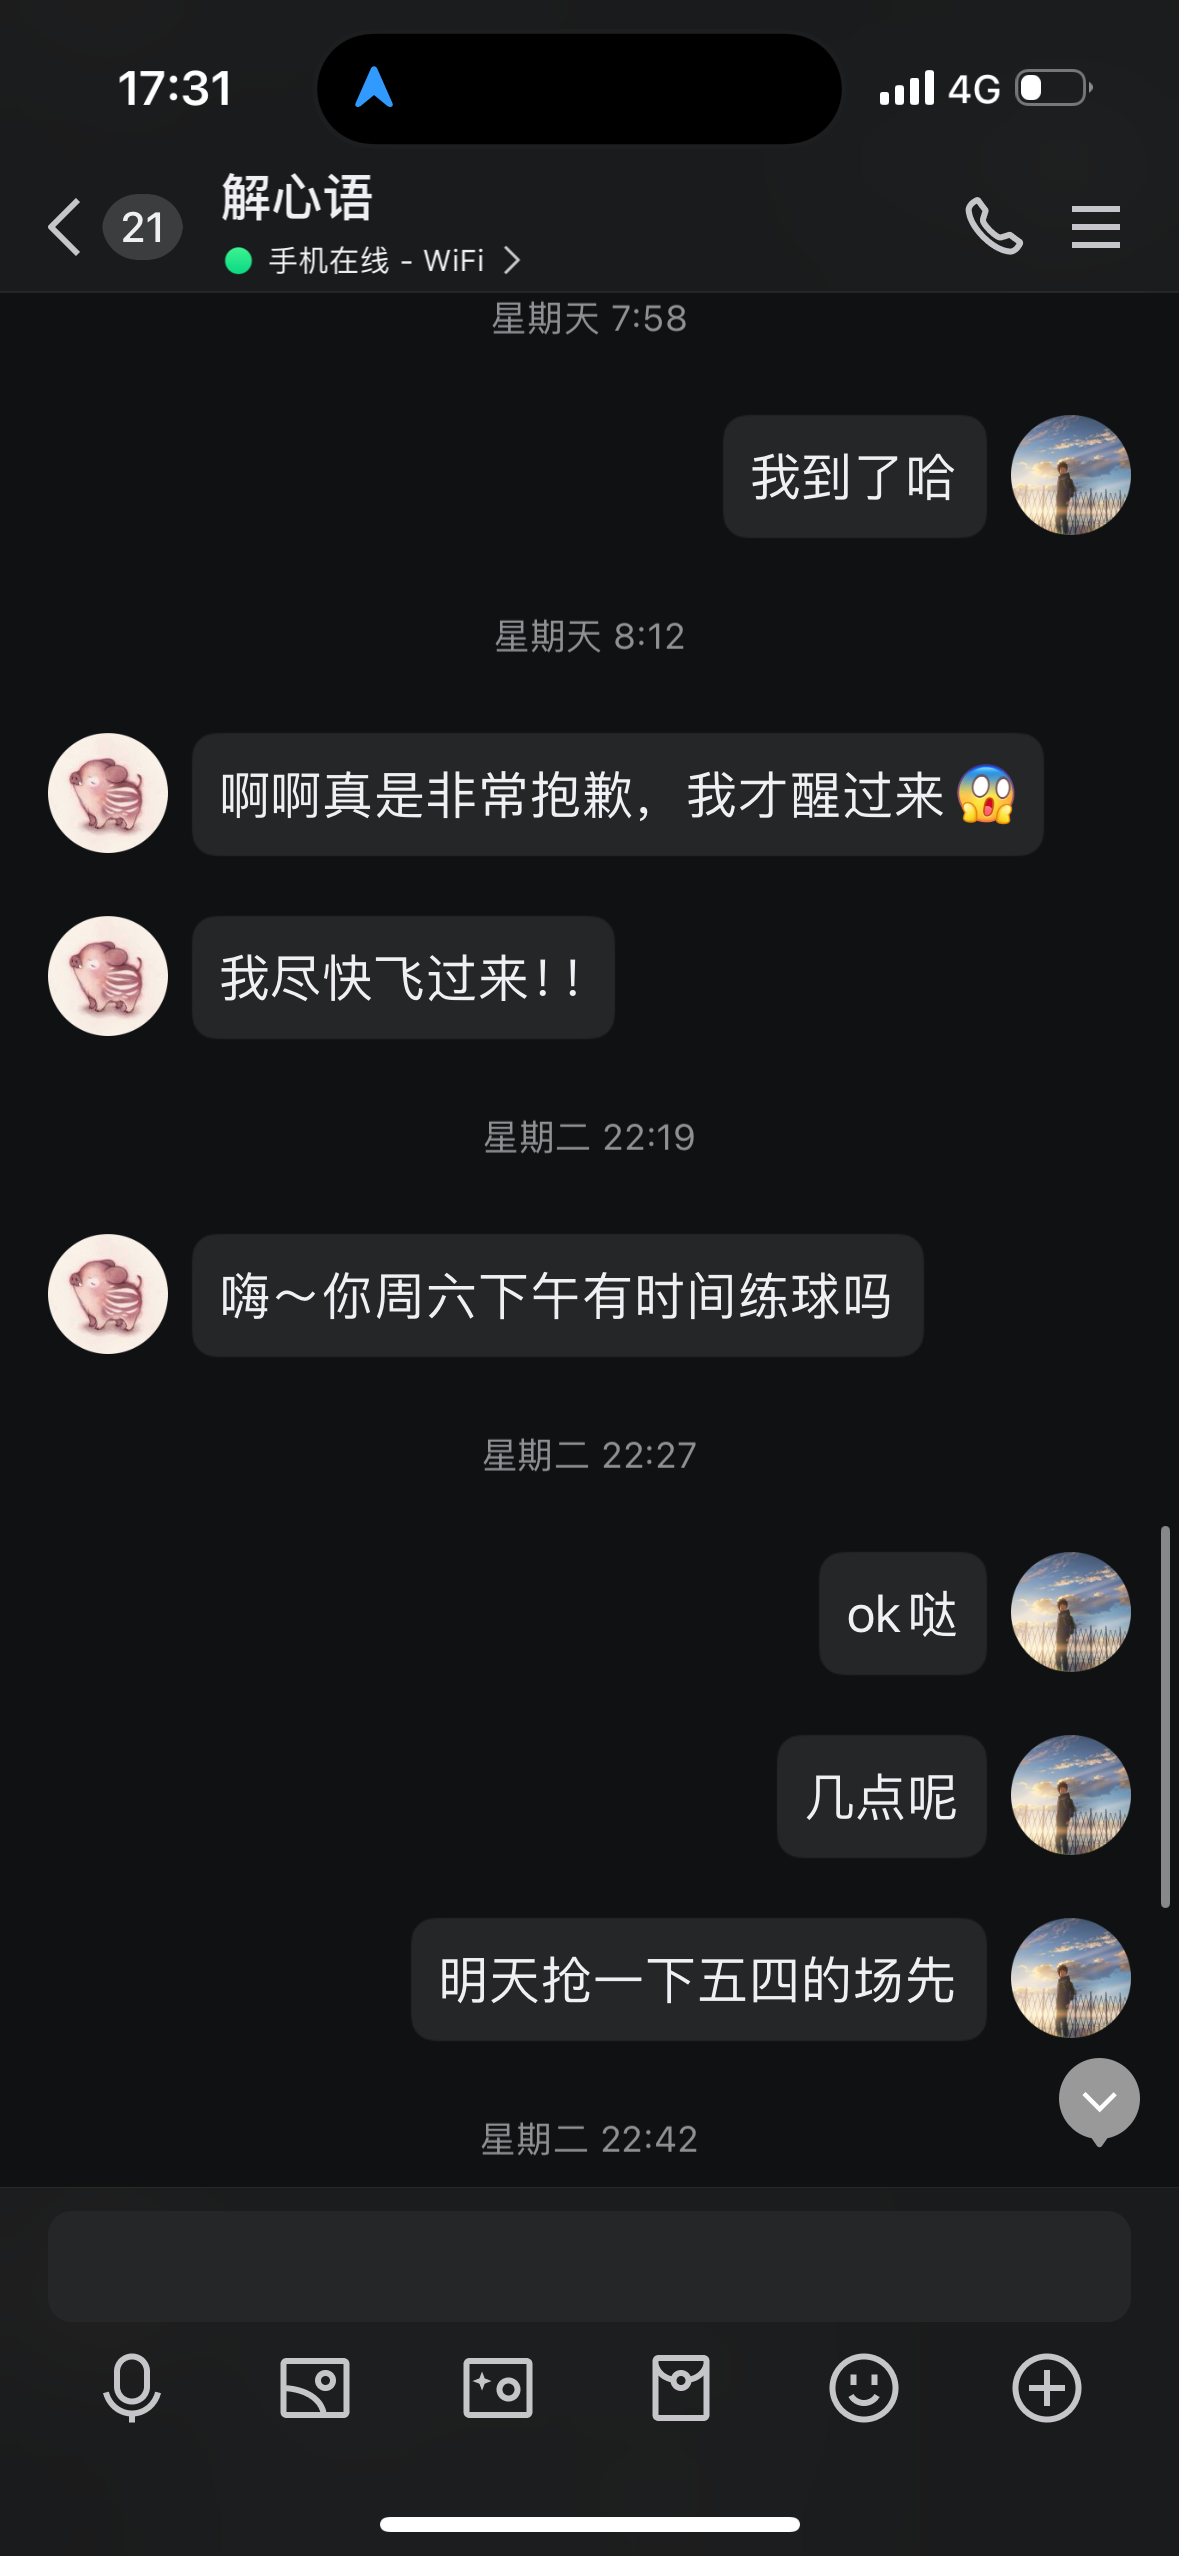 17:31
4G
21
解心语
手机在线 - WiFi
星期天 7:58
我到了哈
星期天 8:12
啊啊真是非常抱歉，我才醒过来😱
我尽快飞过来！！
星期二 22:19
嗨～你周六下午有时间练球吗
星期二 22:27
ok哒
几点呢
明天抢一下五四的场先
星期二 22:42